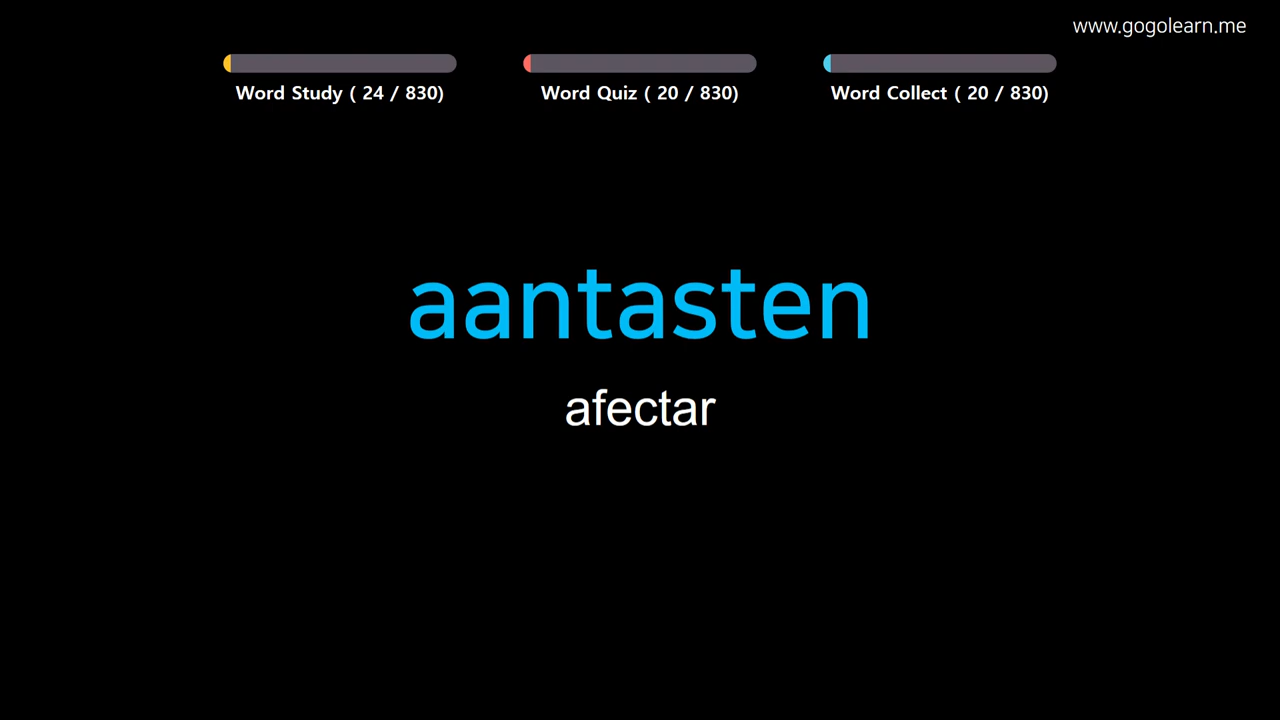 www.gogolearn.me
Word Study ( 24 / 830)
Word Quiz ( 20 / 830)
Word Collect ( 20 / 830)
aantasten
afectar